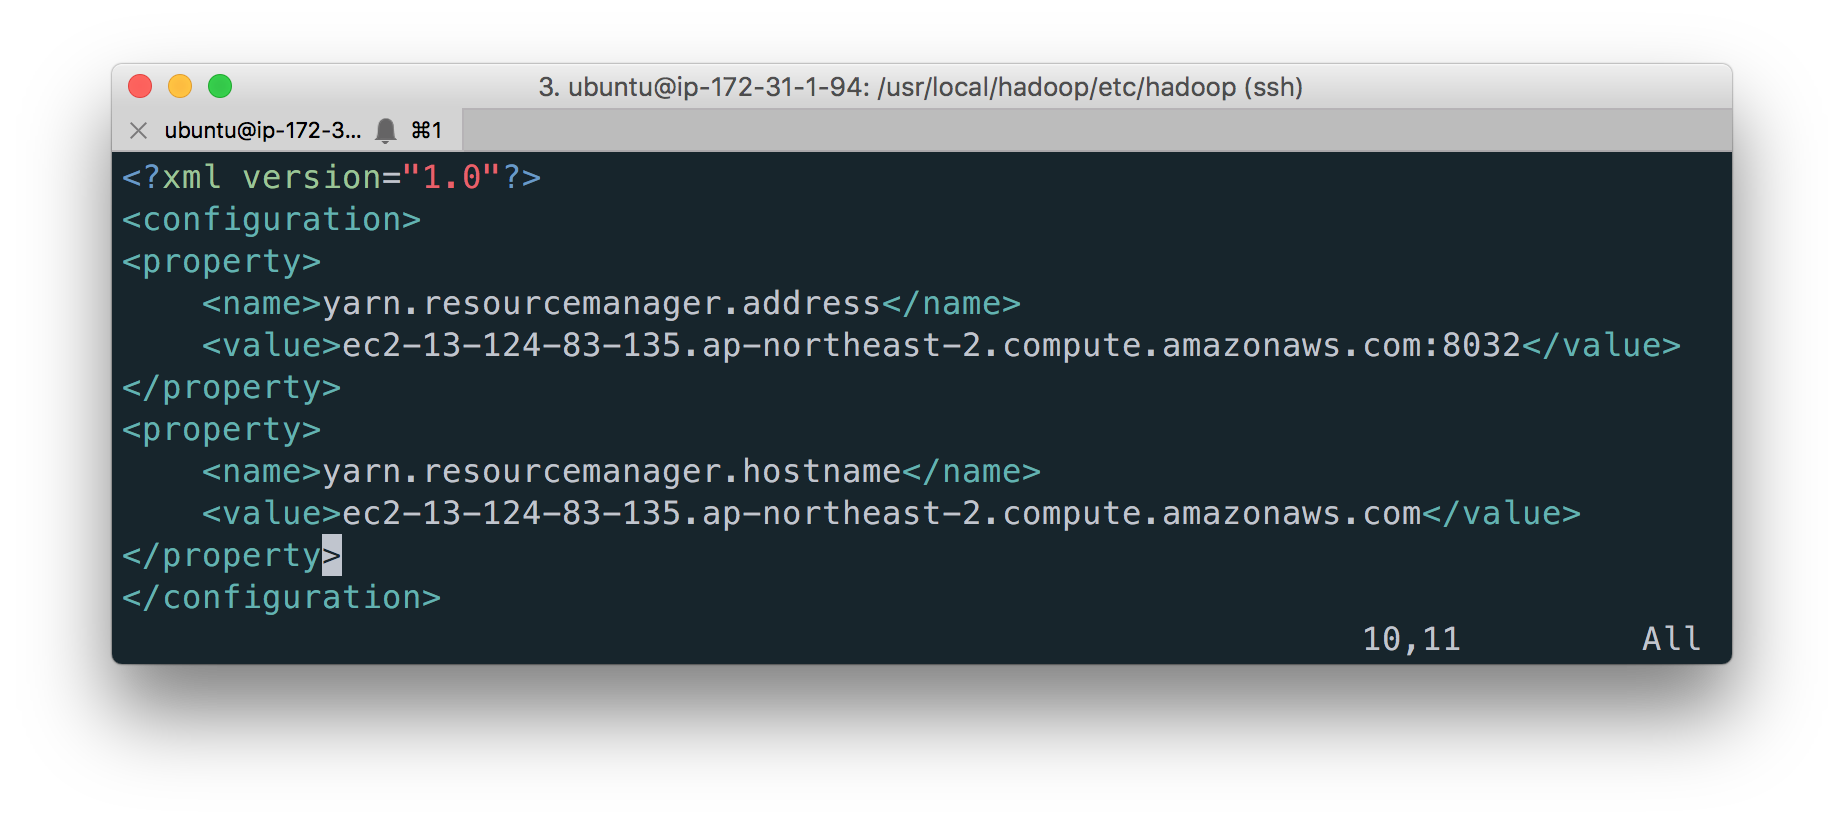 3. ubuntu@ip-172-31-1-94: /usr/local/hadoop/etc/hadoop (ssh)
ubuntu@ip-172-3... ⌘1
<?xml version="1.0"?>
<configuration>
<property>
    <name>yarn.resourcemanager.address</name>
    <value>ec2-13-124-83-135.ap-northeast-2.compute.amazonaws.com:8032</value>
</property>
<property>
    <name>yarn.resourcemanager.hostname</name>
    <value>ec2-13-124-83-135.ap-northeast-2.compute.amazonaws.com</value>
</property>
</configuration>
10,11 All